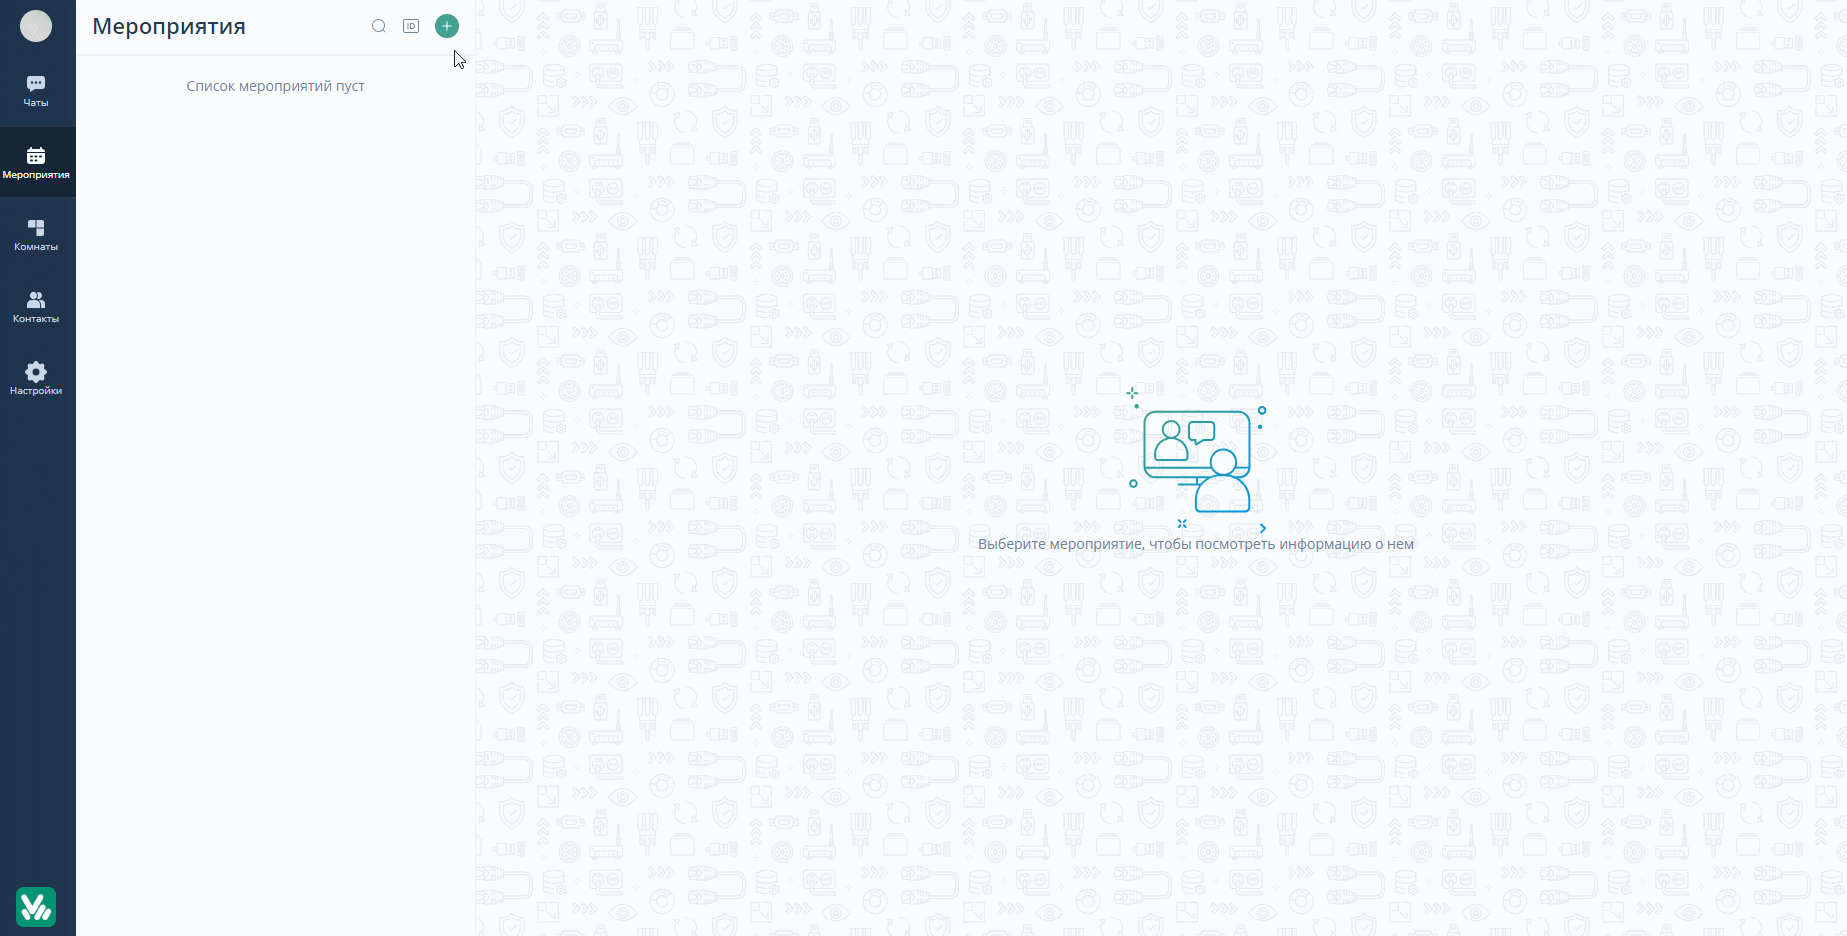 Мероприятия
ID
Список мероприятий пуст
Чаты
Мероприятия
Комнаты
Контакты
Настройки
Выберите мероприятие, чтобы посмотреть информацию о нем